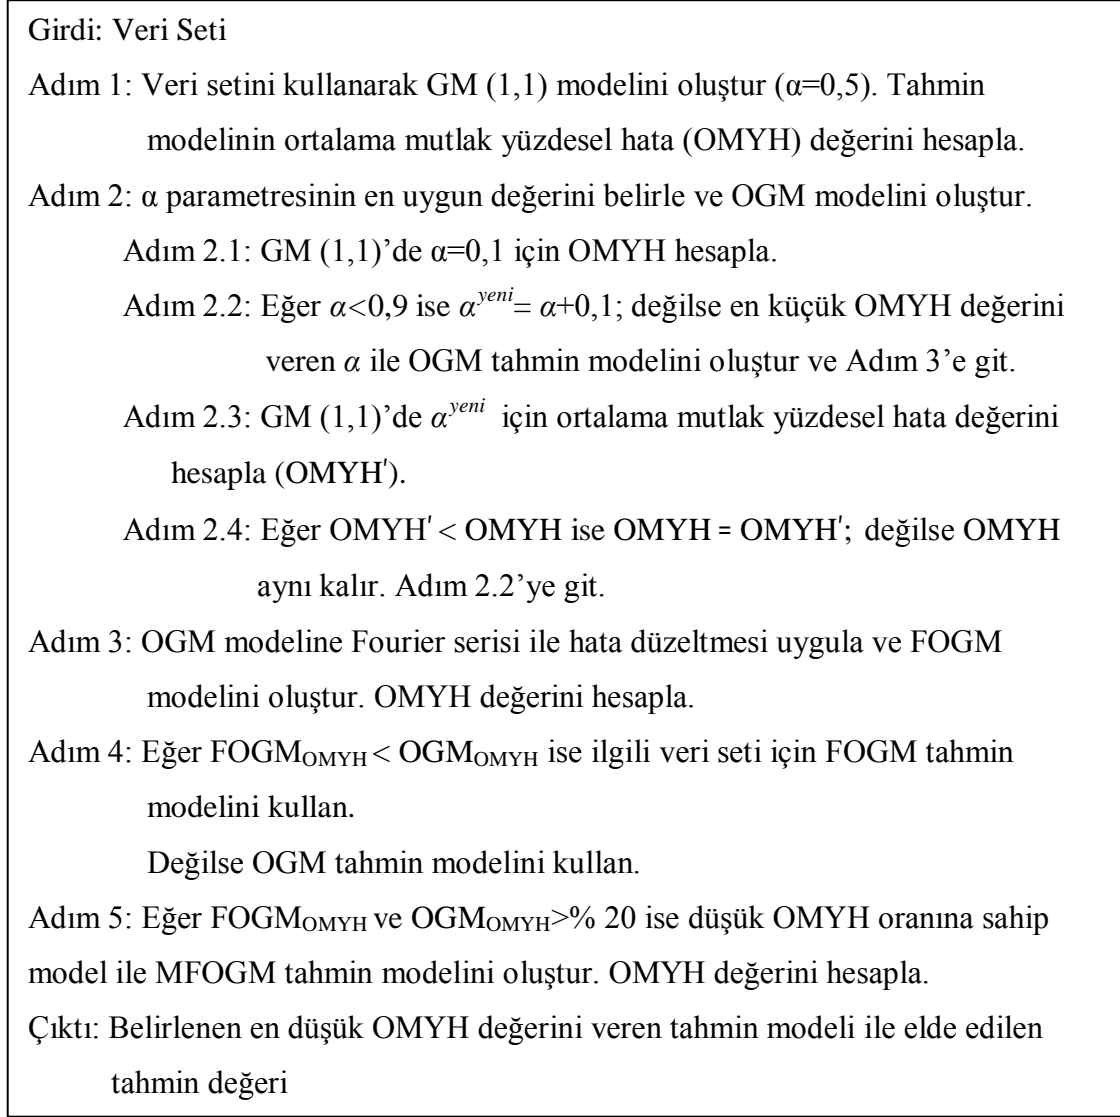 Girdi: Veri Seti
Adım 1: Veri setini kullanarak GM (1,1) modelini oluştur (α=0,5). Tahmin
modelinin ortalama mutlak yüzdesel hata (OMYH) değerini hesapla.
Adım 2: α parametresinin en uygun değerini belirle ve OGM modelini oluştur.
Adım 2.1: GM (1,1)’de α=0,1 için OMYH hesapla.
Adım 2.2: Eğer α<0,9 ise α^yeni= α+0,1; değilse en küçük OMYH değerini
veren α ile OGM tahmin modelini oluştur ve Adım 3’e git.
Adım 2.3: GM (1,1)’de α^yeni için ortalama mutlak yüzdesel hata değerini
hesapla (OMYH′).
Adım 2.4: Eğer OMYH′ < OMYH ise OMYH = OMYH′; değilse OMYH
aynı kalır. Adım 2.2’ye git.
Adım 3: OGM modeline Fourier serisi ile hata düzeltmesi uygula ve FOGM
modelini oluştur. OMYH değerini hesapla.
Adım 4: Eğer FOGM_OMYH < OGM_OMYH ise ilgili veri seti için FOGM tahmin
modelini kullan.
Değilse OGM tahmin modelini kullan.
Adım 5: Eğer FOGM_OMYH ve OGM_OMYH>% 20 ise düşük OMYH oranına sahip
model ile MFOGM tahmin modelini oluştur. OMYH değerini hesapla.
Çıktı: Belirlenen en düşük OMYH değerini veren tahmin modeli ile elde edilen
tahmin değeri